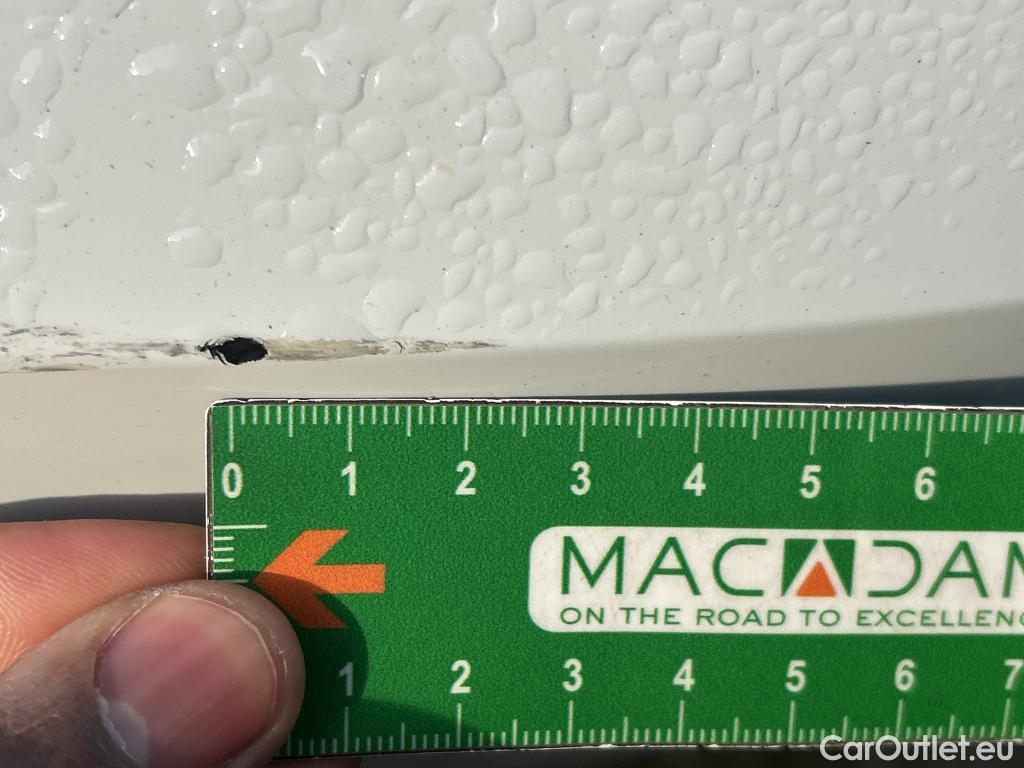 0 1 2 3 4 5 6
MACADAM
ON THE ROAD TO EXCELLENC
1 2 3 4 5 6 7
CarOutlet.eu